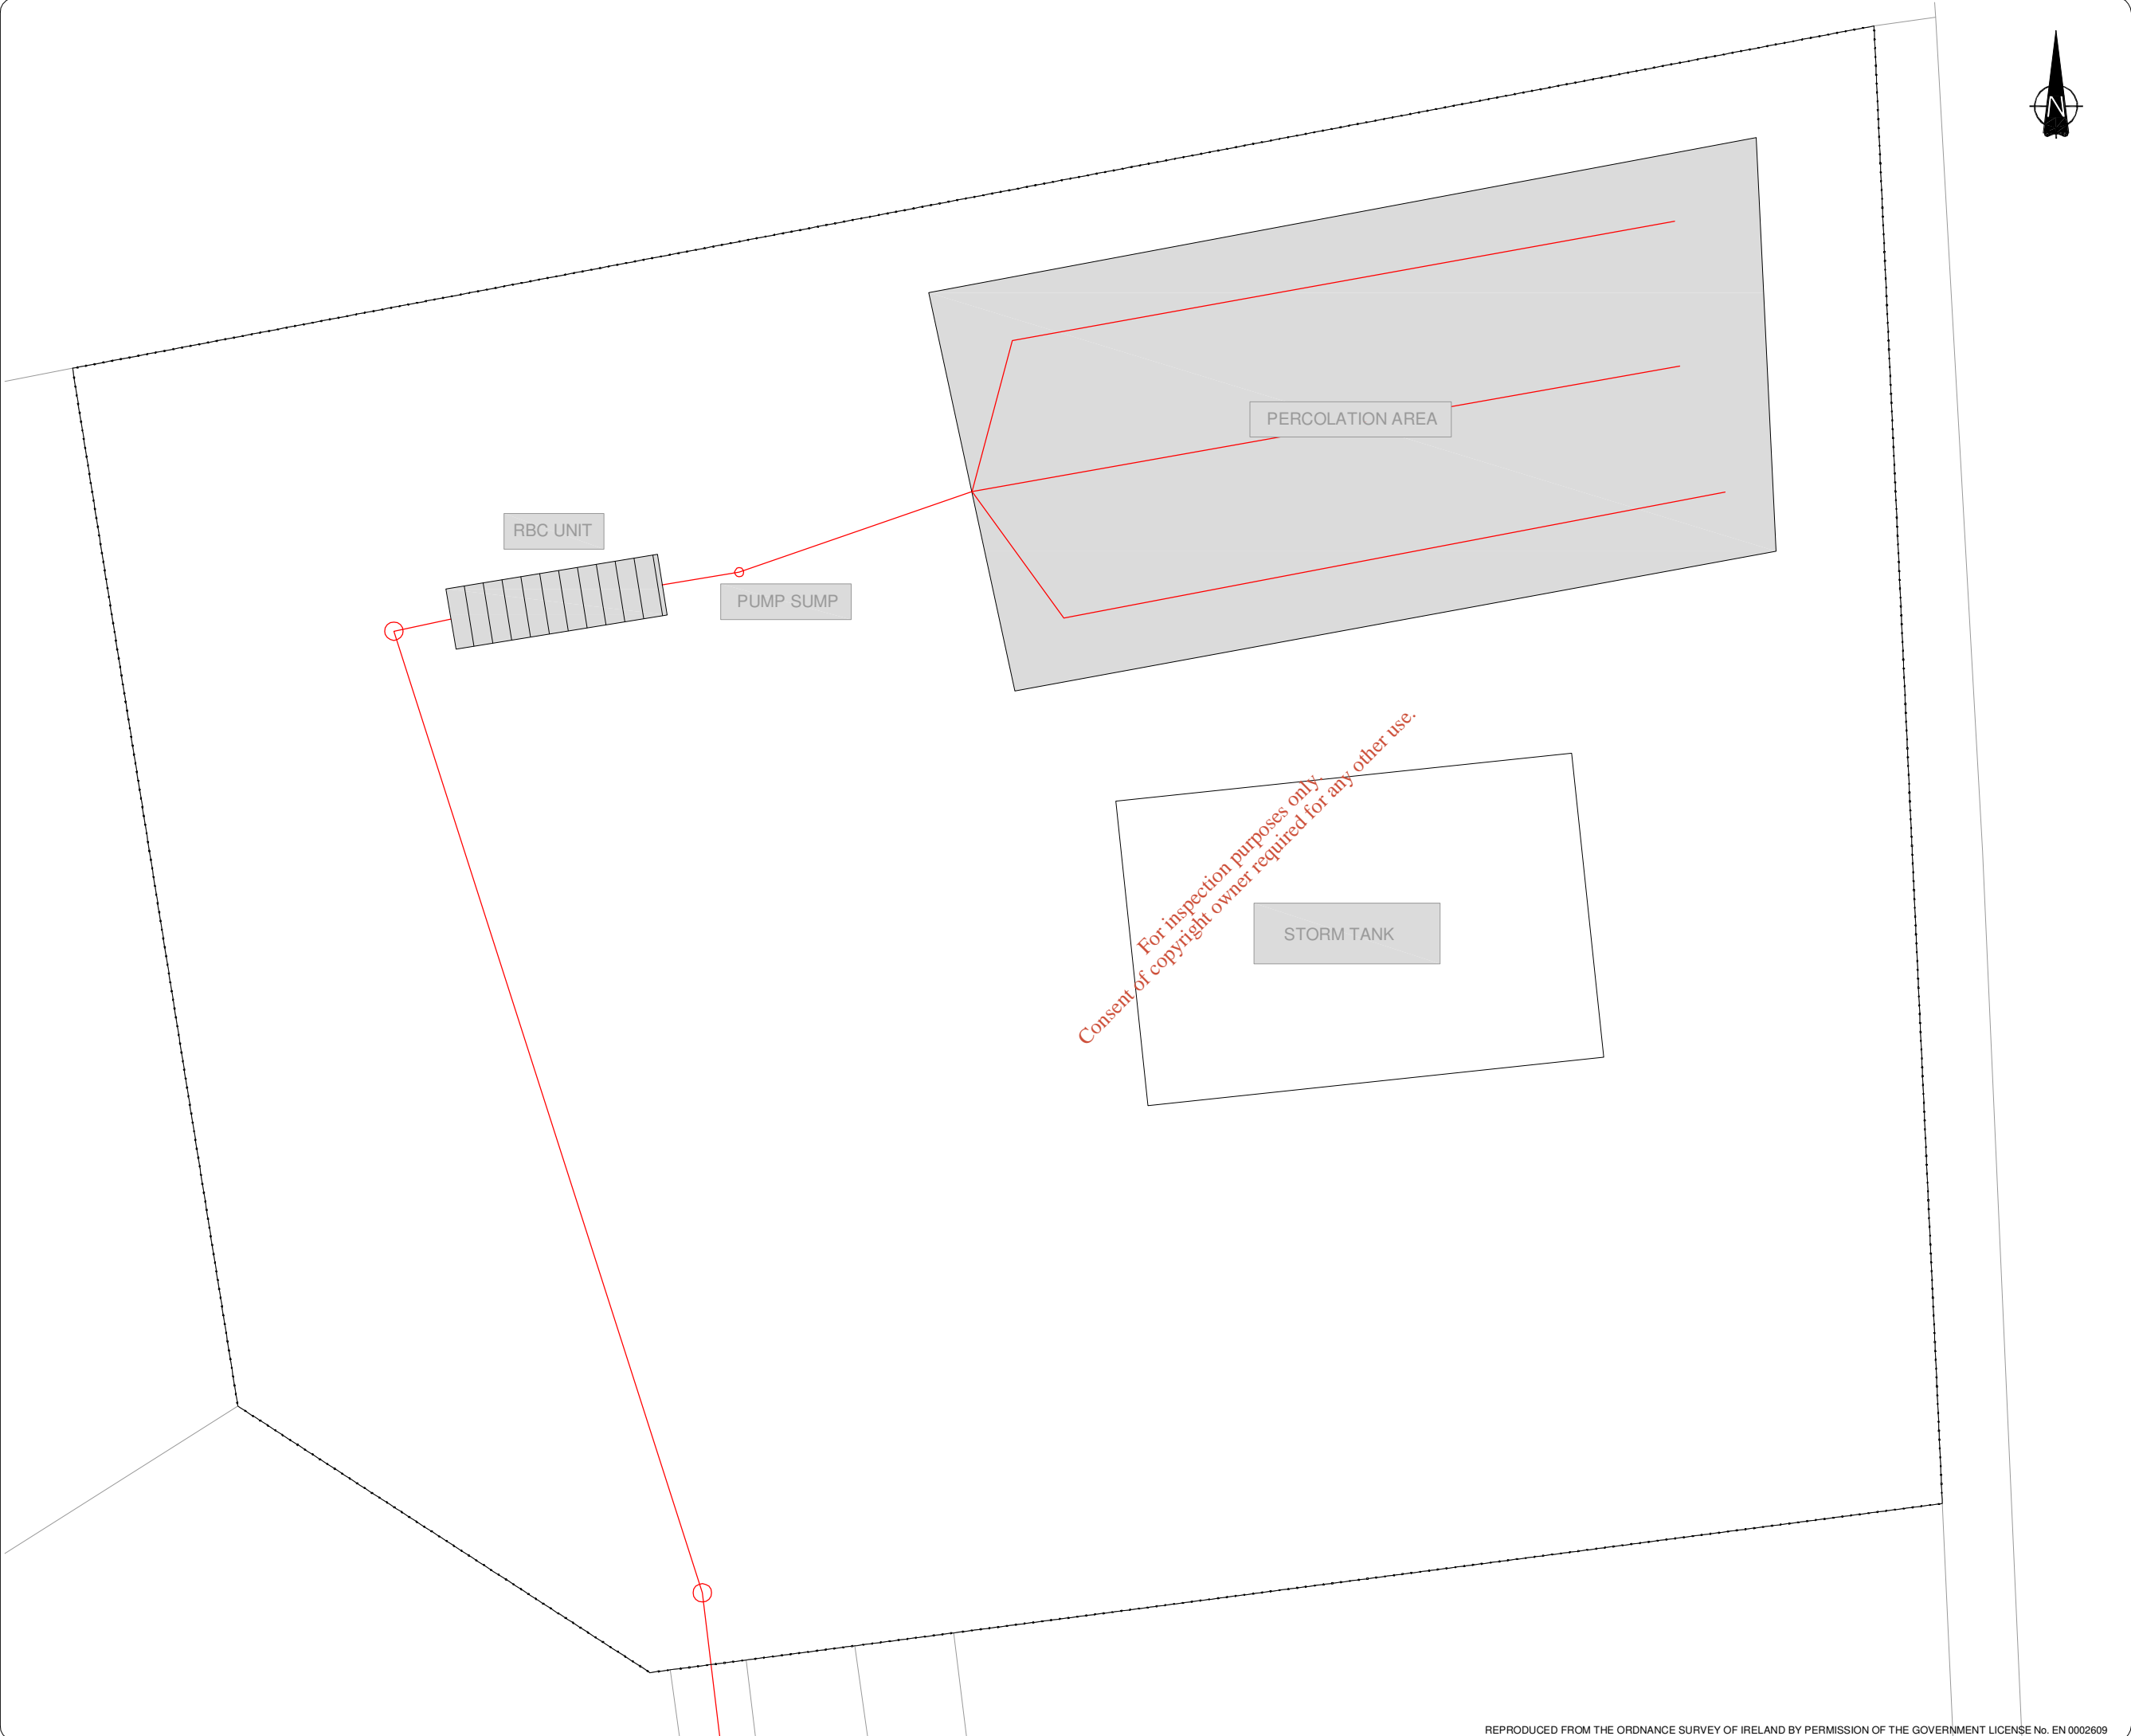 N
PERCOLATION AREA
RBC UNIT
PUMP SUMP
For inspection purposes only.
Consent of copyright owner required for any other use.
STORM TANK
REPRODUCED FROM THE ORDNANCE SURVEY OF IRELAND BY PERMISSION OF THE GOVERNMENT LICENSE No. EN 0002609